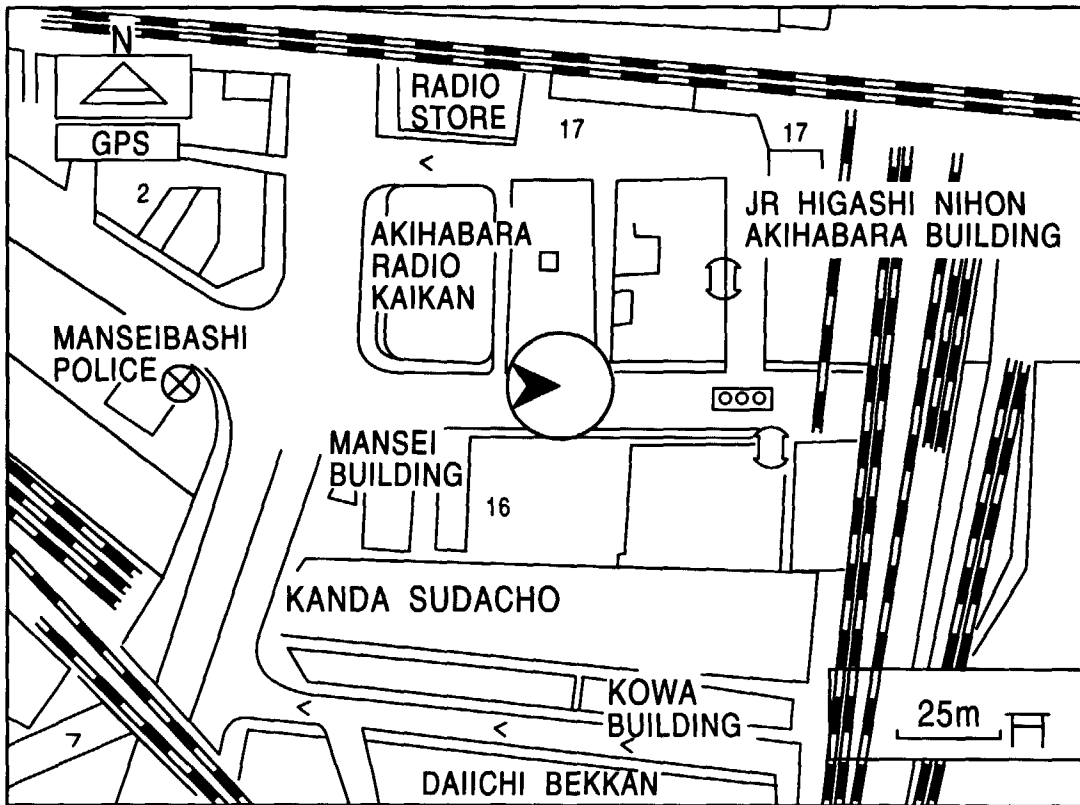 N
GPS
2
RADIO
STORE
17
17
JR HIGASHI NIHON
AKIHABARA BUILDING
AKIHABARA
RADIO
KAIKAN
MANSEIBASHI
POLICE
MANSEI
BUILDING
16
KANDA SUDACHO
KOWA
BUILDING
25m
DAIICHI BEKKAN